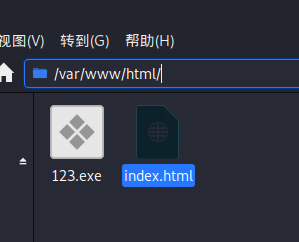 视图(V) 转到(G) 帮助(H)
/var/www/html/
123.exe index.html